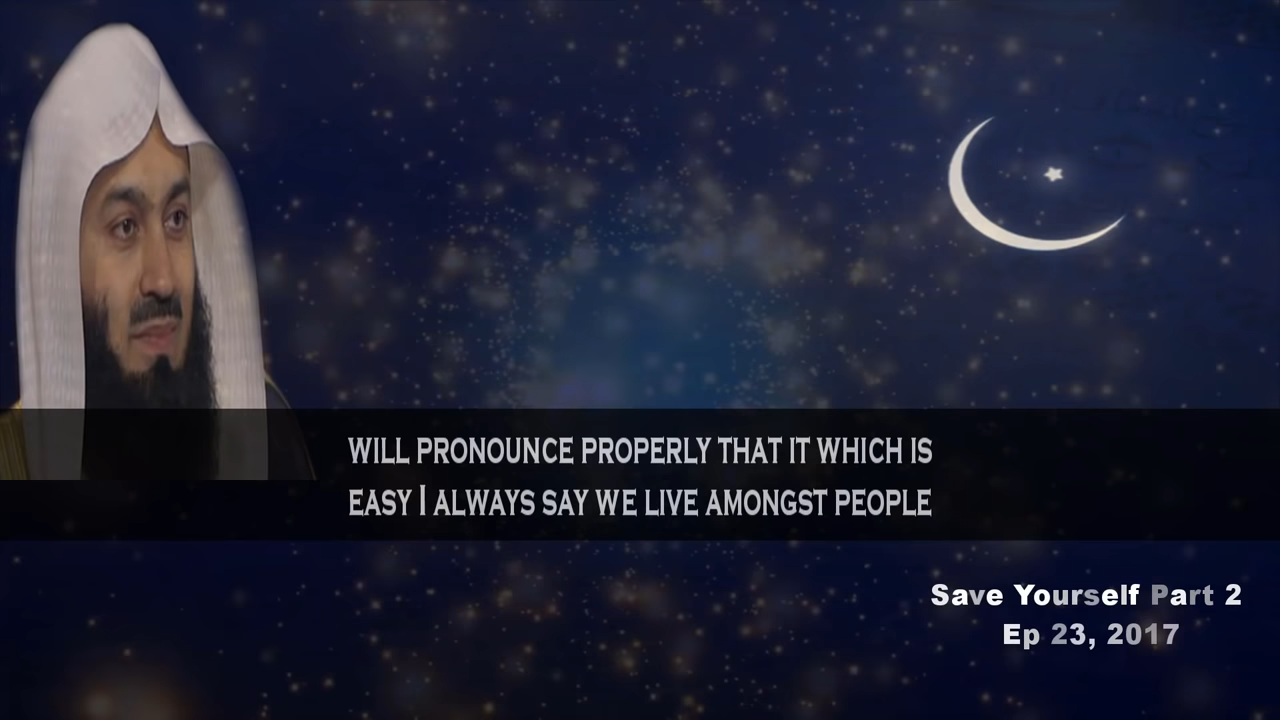 WILL PRONOUNCE PROPERLY THAT IT WHICH IS
EASY I ALWAYS SAY WE LIVE AMONGST PEOPLE
Save Yourself Part 2
Ep 23, 2017